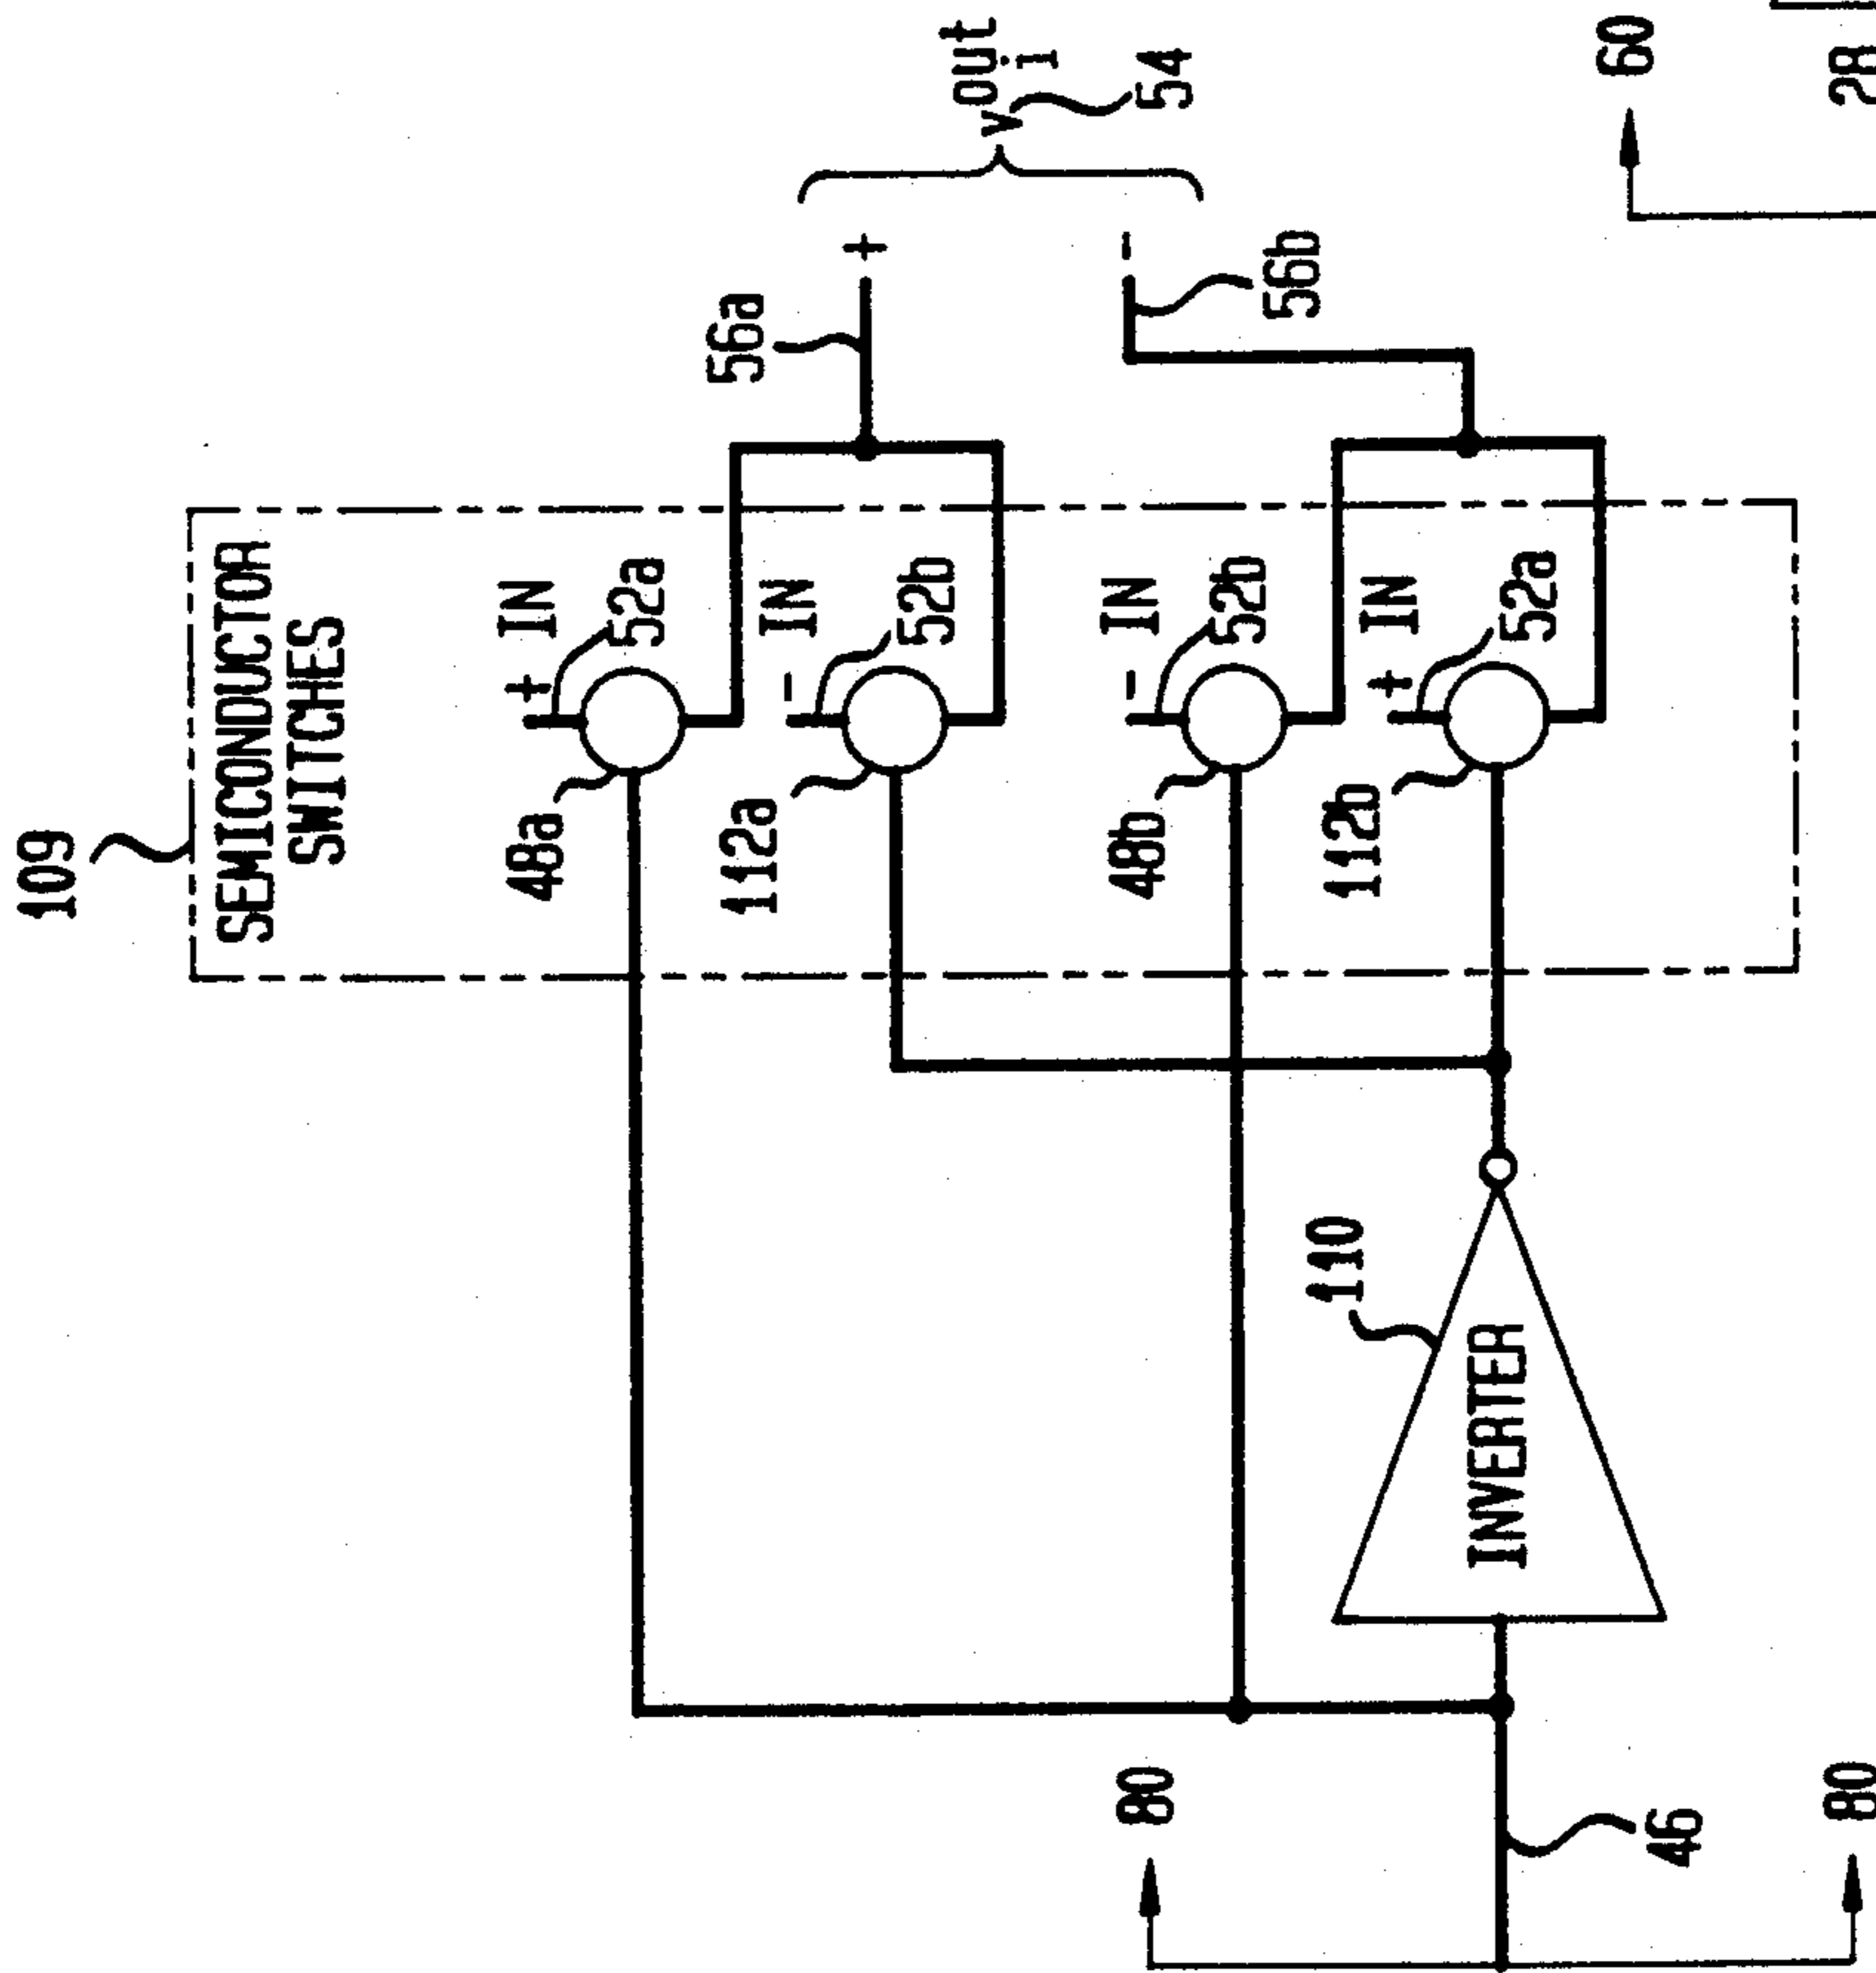 109
SEMICONDUCTOR
SWITCHES
+ IN
48a
52a
56a
112a
- IN
52b
+
v out
i
54
80
48b
- IN
52b
-
56b
110
112b
+ IN
52a
INVERTER
46
60
80
28